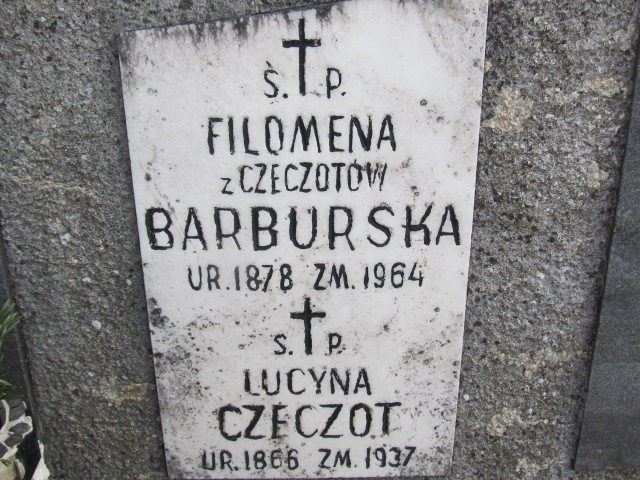 Ś. P.
FILOMENA
z CZECZOTÓW
BARBURSKA
UR. 1878 ZM. 1964
Ś. P.
LUCYNA
CZECZOT
UR. 1866 ZM. 1937